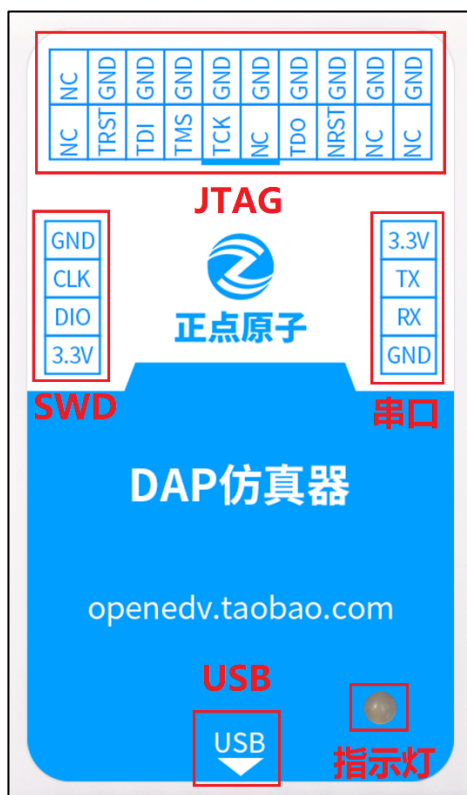 NC GND GND GND GND GND GND GND GND GND
NC TRST TDI TMS TCK NC TDO NRST NC NC
JTAG
GND
CLK
DIO
3.3V
SWD
正点原子
3.3V
TX
RX
GND
串口
DAP仿真器
openedv.taobao.com
USB
USB
指示灯